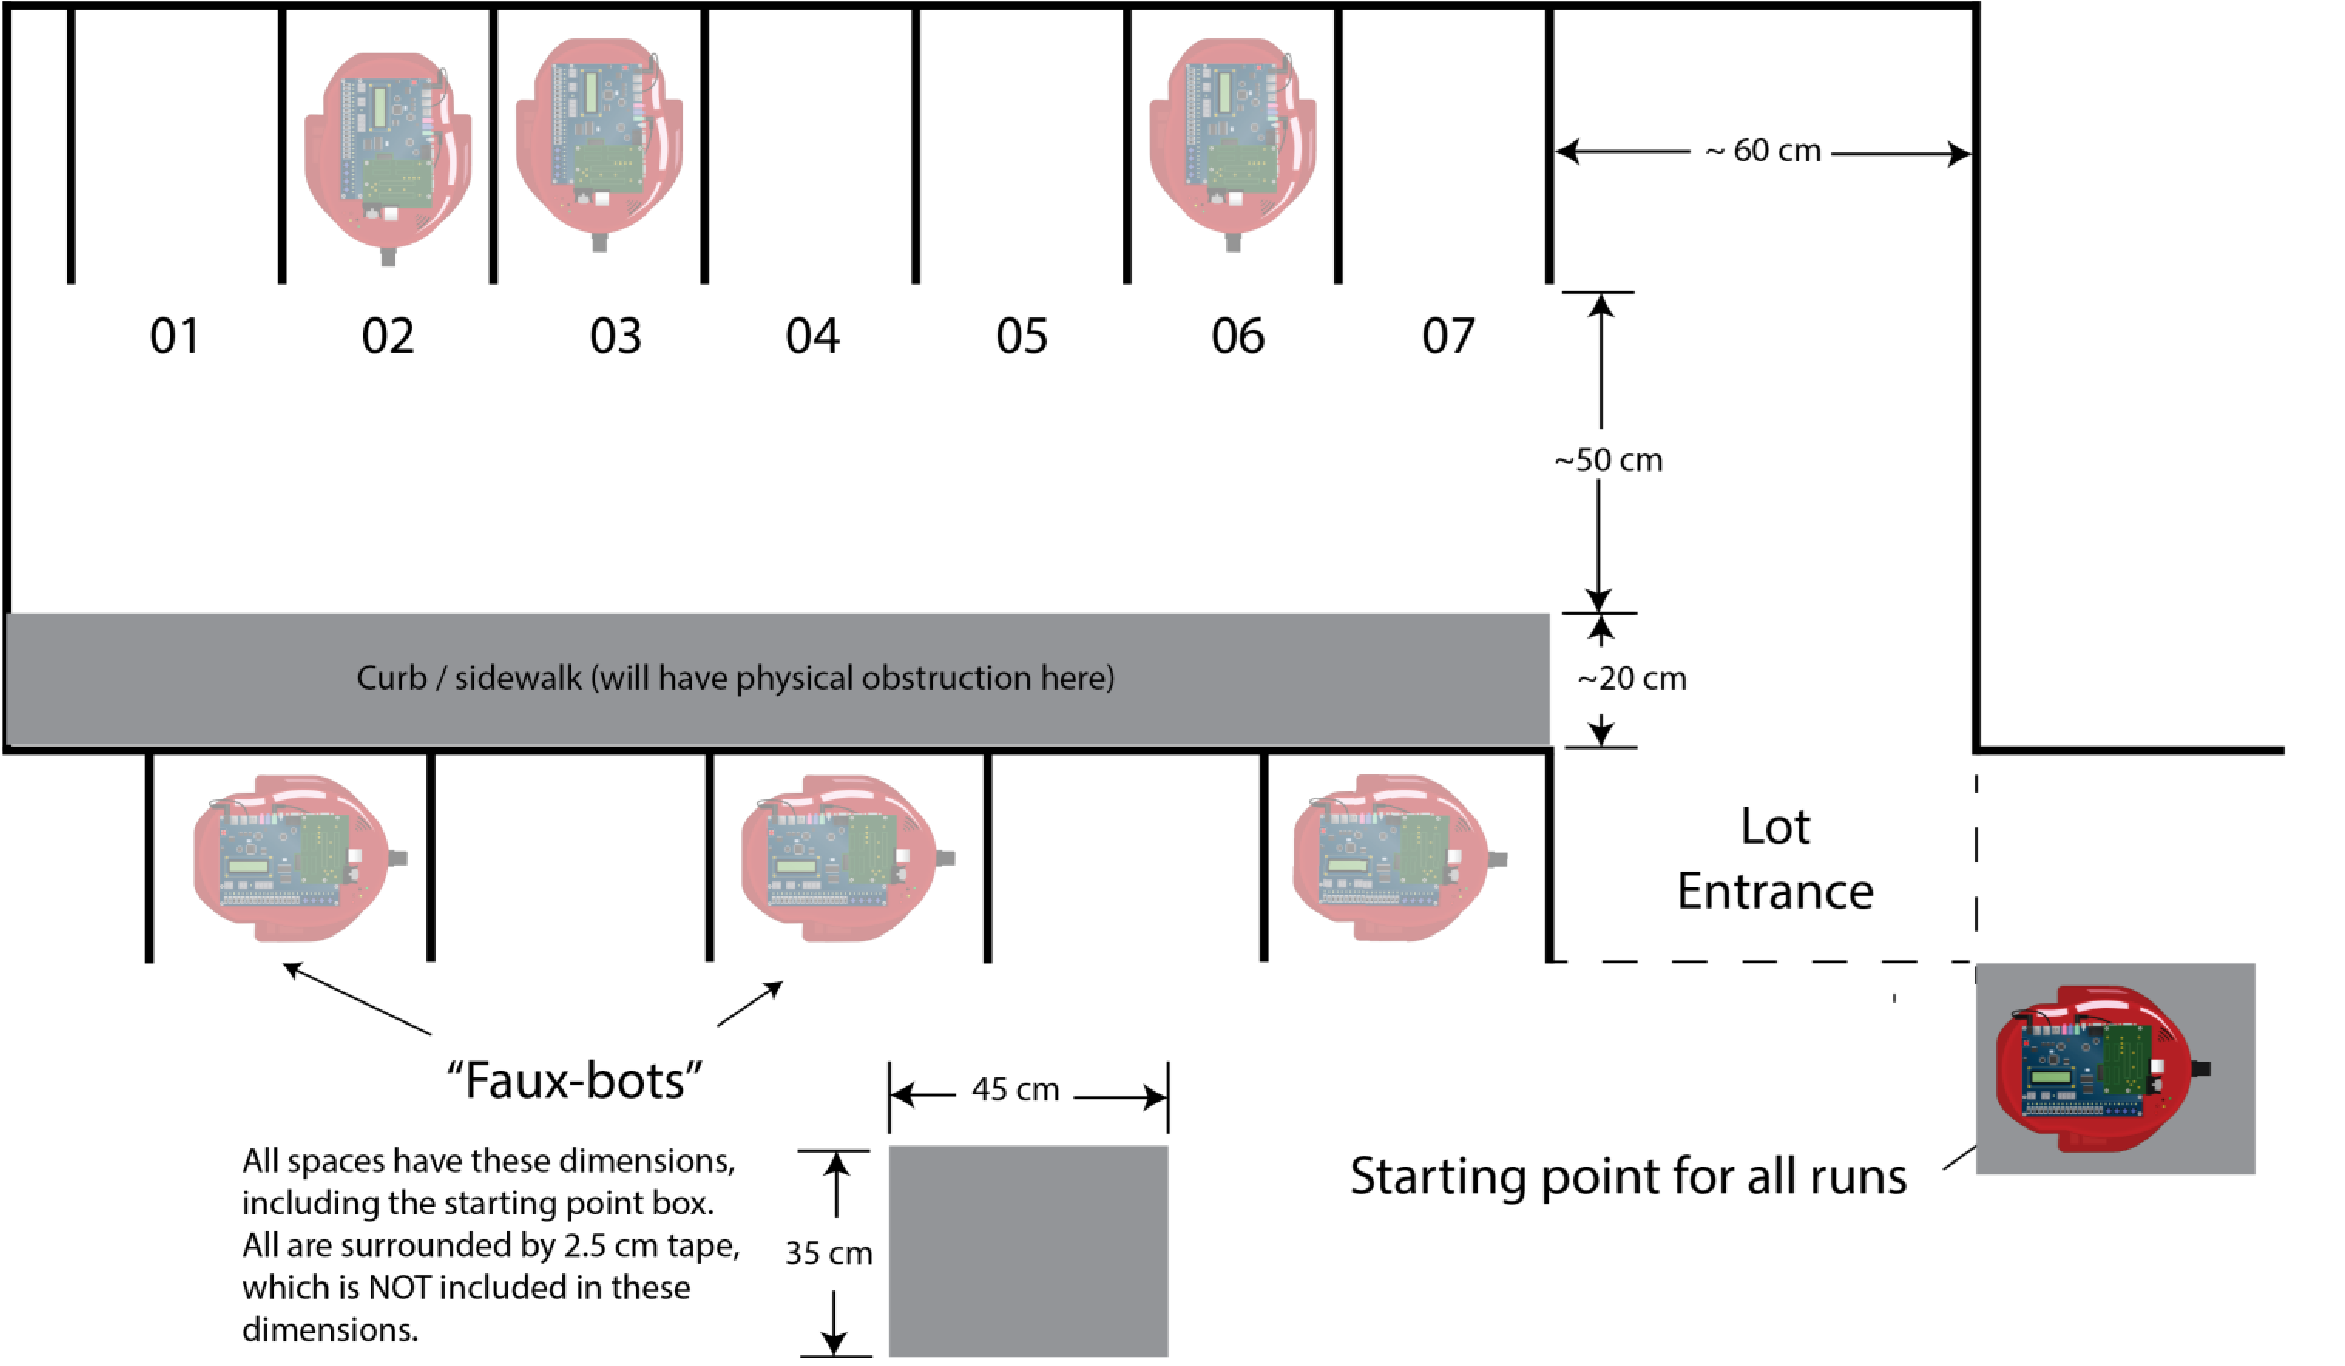 ~ 60 cm
01 02 03 04 05 06 07
~50 cm
Curb / sidewalk (will have physical obstruction here)
~20 cm
Lot
Entrance
“Faux-bots”
45 cm
All spaces have these dimensions,
including the starting point box.
All are surrounded by 2.5 cm tape,
which is NOT included in these
dimensions.
35 cm
Starting point for all runs